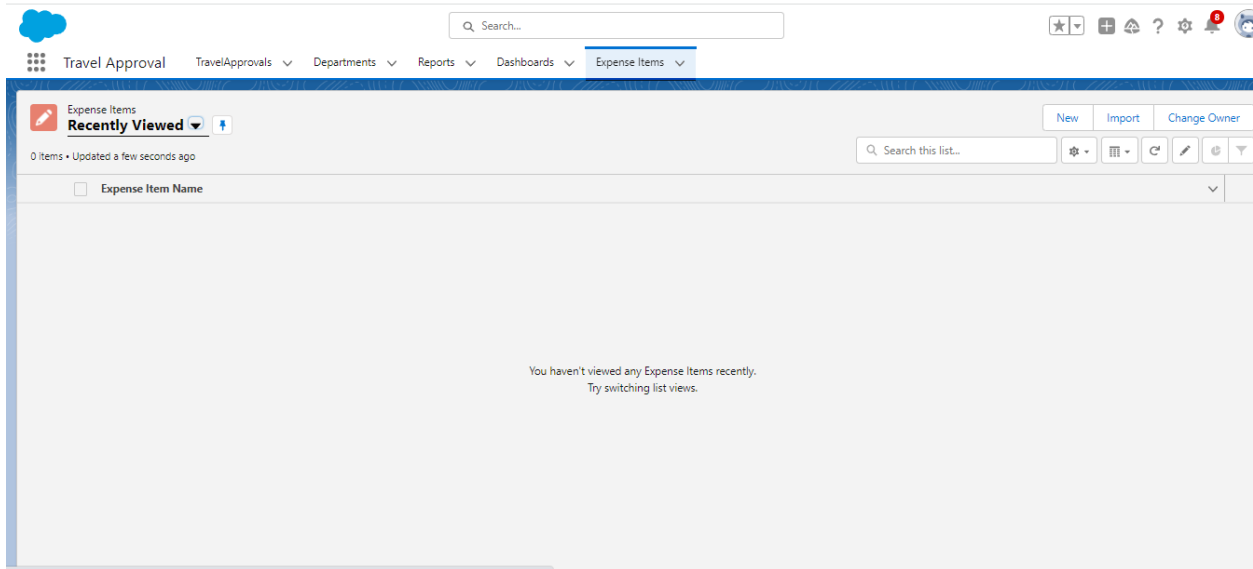 Search...
8
Travel Approval TravelApprovals Departments Reports Dashboards Expense Items
Expense Items
Recently Viewed
New Import Change Owner
0 Items • Updated a few seconds ago
Search this list...
Expense Item Name
You haven't viewed any Expense Items recently.
Try switching list views.